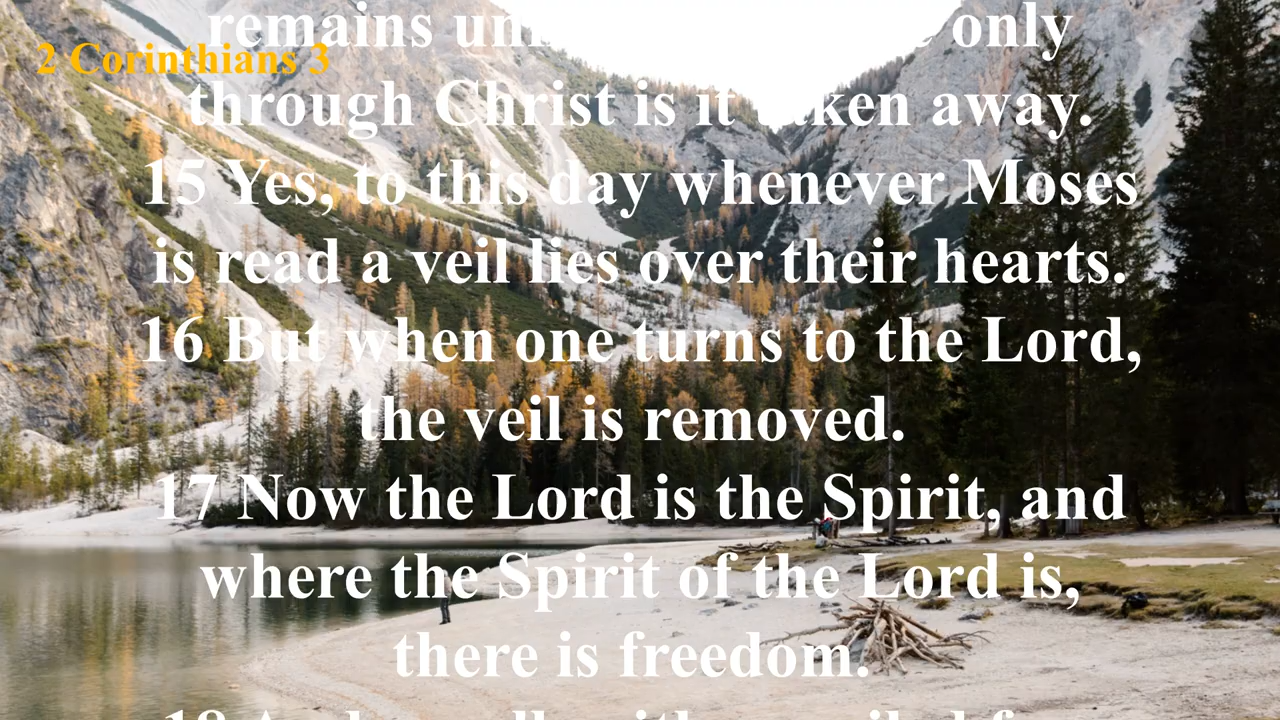 2 Corinthians 3
remains only
through Christ is it taken away.
15 Yes, to this day whenever Moses
is read a veil lies over their hearts.
16 But when one turns to the Lord,
the veil is removed.
17 Now the Lord is the Spirit, and
where the Spirit of the Lord is,
there is freedom.